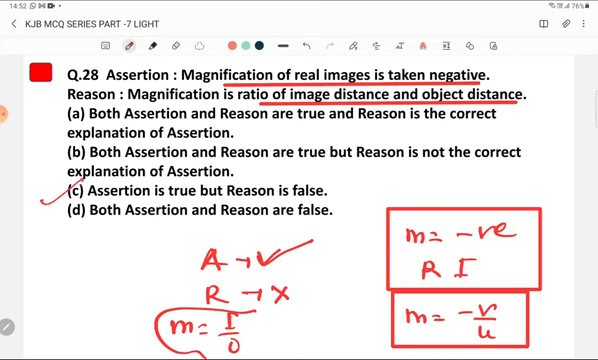 14:52
76%
KJB MCQ SERIES PART -7 LIGHT
Q.28 Assertion : Magnification of real images is taken negative.
Reason : Magnification is ratio of image distance and object distance.
(a) Both Assertion and Reason are true and Reason is the correct
explanation of Assertion.
(b) Both Assertion and Reason are true but Reason is not the correct
explanation of Assertion.
(c) Assertion is true but Reason is false.
(d) Both Assertion and Reason are false.
A → ✓
R → X
m = I/O
m = -ve
R I
m = -v/u